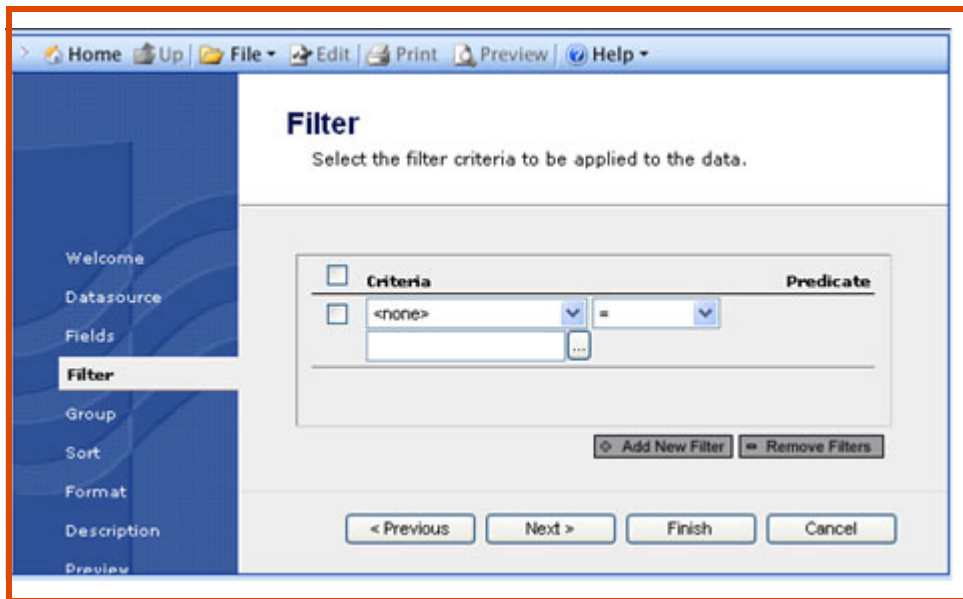 Home Up File Edit Print Preview Help
Filter
Select the filter criteria to be applied to the data.
Welcome
Datasource
Fields
Filter
Group
Sort
Format
Description
Preview
Criteria Predicate
<none> =
...
Add New Filter Remove Filters
« Previous Next » Finish Cancel